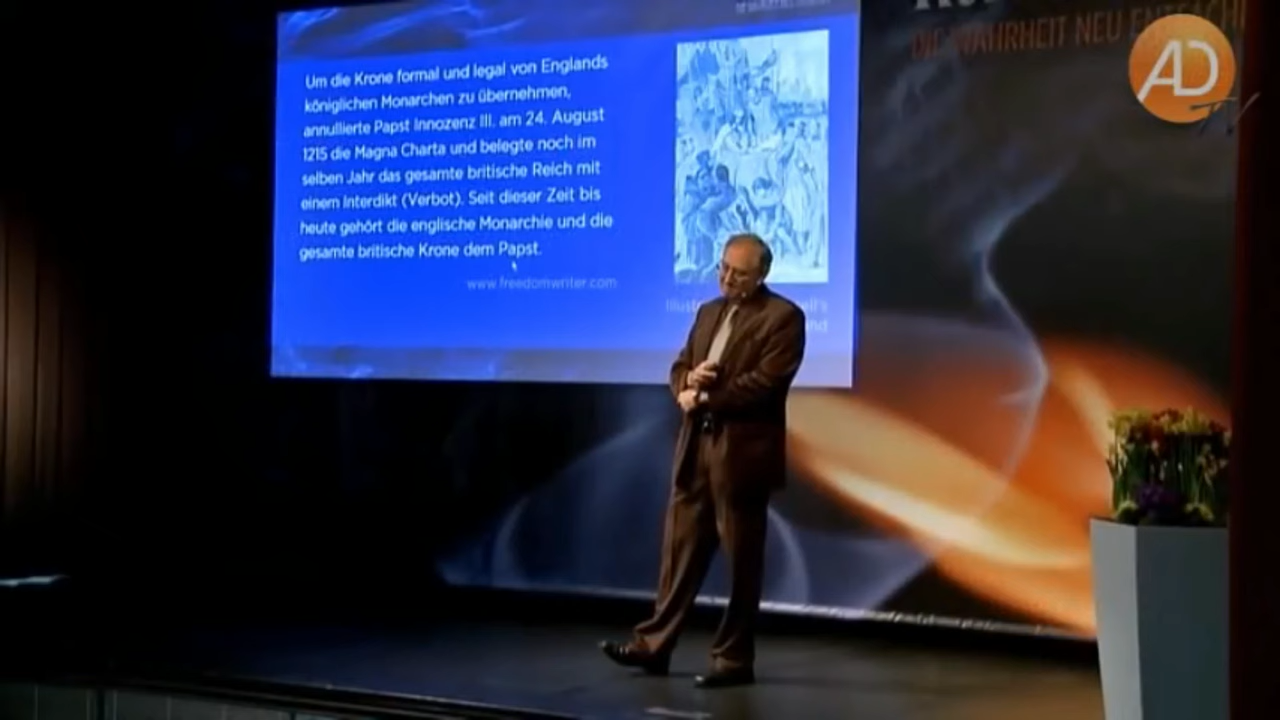 Um die Krone formal und legal von Englands
königlichen Monarchen zu übernehmen,
annullierte Papst Innozenz III. am 24. August
1215 die Magna Charta und belegte noch im
selben Jahr das gesamte britische Reich mit
einem Interdikt (Verbot). Seit dieser Zeit bis
heute gehört die englische Monarchie und die
gesamte britische Krone dem Papst.
www.freedomwriter.com
DIE WAHRHEIT NEU
AD
TV